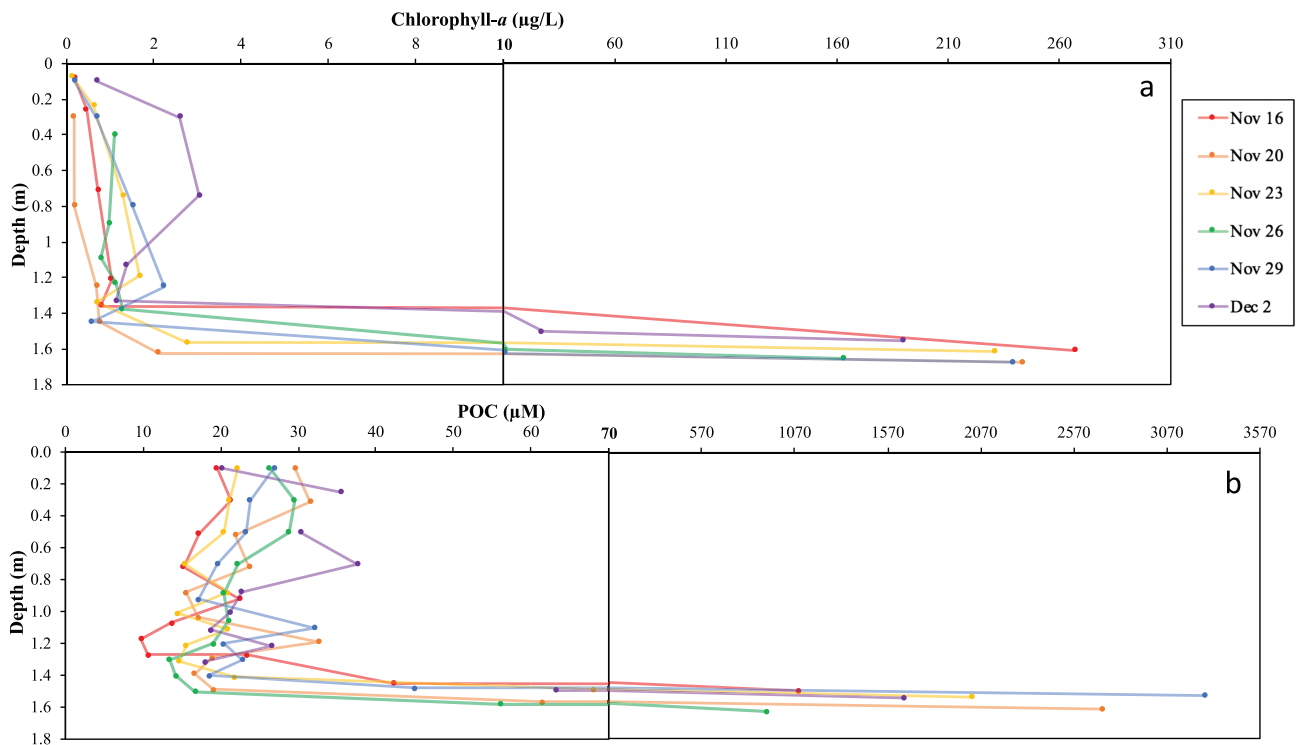 Chlorophyll-a (µg/L)
0 2 4 6 8 10 60 110 160 210 260 310
a
0
0.2
0.4
0.6
0.8
1
1.2
1.4
1.6
1.8
Depth (m)
Nov 16
Nov 20
Nov 23
Nov 26
Nov 29
Dec 2
POC (µM)
0 10 20 30 40 50 60 70 570 1070 1570 2070 2570 3070 3570
b
0.0
0.2
0.4
0.6
0.8
1.0
1.2
1.4
1.6
1.8
Depth (m)